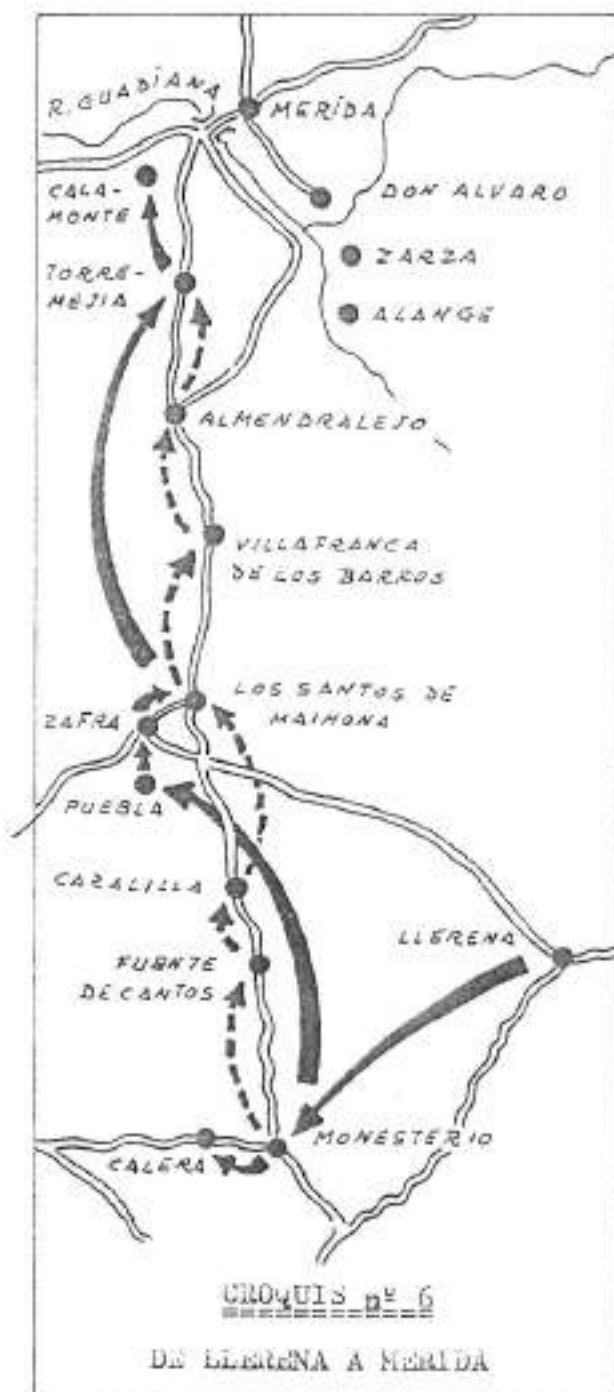 R. GUADIANA
MERIDA
CALA-
MONTE
DON ALVARO
ZARZA
TORRE-
MEJIA
ALANGE
ALMENDRALEJO
VILLAFRANCA
DE LOS BARROS
LOS SANTOS DE
MAIMONA
ZAFRA
PUEBLA
CAZALILLA
LLERENA
FUENTE
DE CANTOS
MONESTERIO
CALERA
CROQUIS nº 6
DE LLERENA A MERIDA